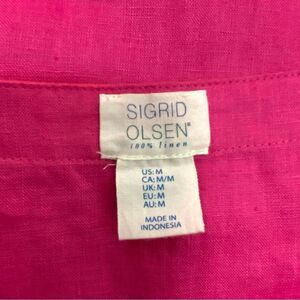 SIGRID
OLSEN®
100% linen
US: M
CA: M/M
UK: M
EU: M
AU: M
MADE IN
INDONESIA